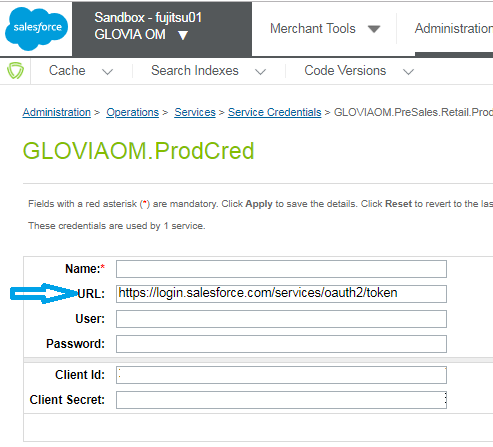 salesforce
Sandbox - fujitsu01
GLOVIA OM ▼
Merchant Tools
Administration
Cache
Search Indexes
Code Versions
Administration > Operations > Services > Service Credentials > GLOVIAOM.PreSales.Retail.Prod
GLOVIAOM.ProdCred
Fields with a red asterisk (*) are mandatory. Click Apply to save the details. Click Reset to revert to the las
These credentials are used by 1 service.
Name:*
URL: https://login.salesforce.com/services/oauth2/token
User:
Password:
Client Id:
Client Secret: